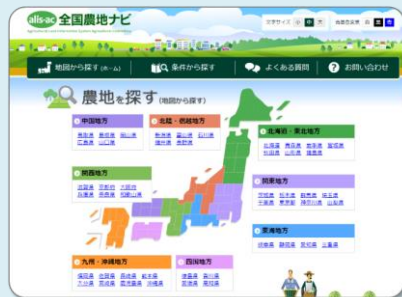 alis-ac 全国農地ナビ
文字サイズ 小 中 大
地図から探す(ホーム) 条件から探す よくある質問 お問い合わせ
農地を探す(地図から探す)
中国地方
鳥取県 島根県 岡山県
広島県 山口県
北陸・信越地方
新潟県 富山県 石川県
福井県 長野県
北海道・東北地方
北海道 青森県 岩手県 宮城県
秋田県 山形県 福島県
関西地方
滋賀県 京都府 大阪府
兵庫県 奈良県 和歌山県
関東地方
茨城県 栃木県 群馬県 埼玉県
千葉県 東京都 神奈川県 山梨県
東海地方
岐阜県 静岡県 愛知県 三重県
九州・沖縄地方
福岡県 佐賀県 長崎県 熊本県
大分県 宮崎県 鹿児島県 沖縄県
四国地方
徳島県 香川県
愛媛県 高知県